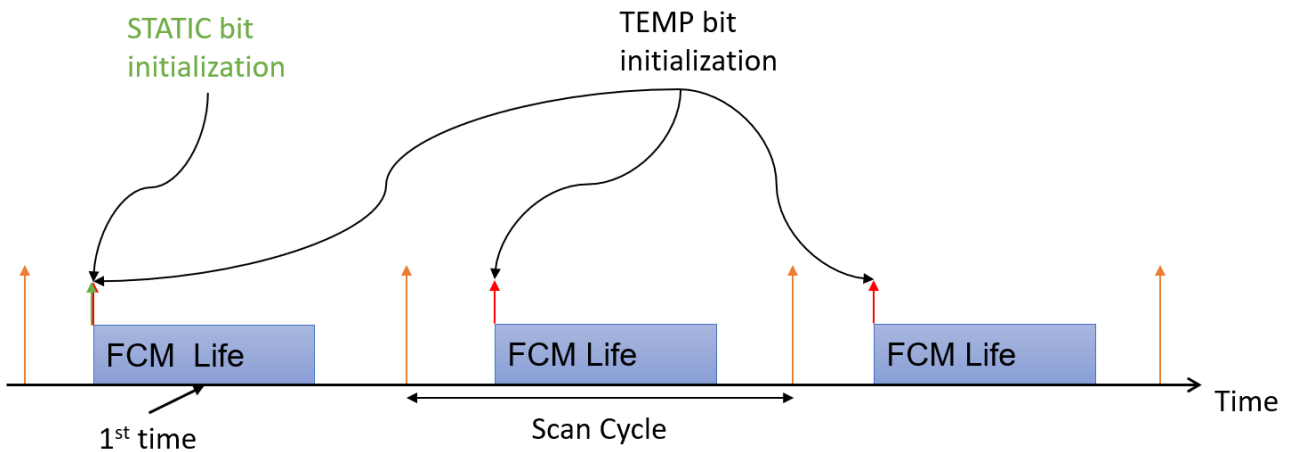 STATIC bit
initialization
TEMP bit
initialization
FCM Life
FCM Life
FCM Life
Time
1st time
Scan Cycle